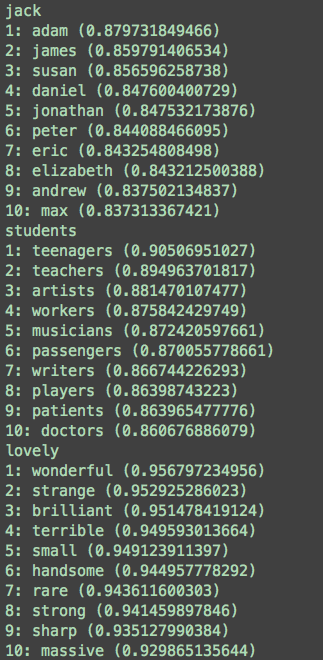 jack
1: adam (0.879731849466)
2: james (0.859791406534)
3: susan (0.856596258738)
4: daniel (0.847600400729)
5: jonathan (0.847532173876)
6: peter (0.844088466095)
7: eric (0.843254808498)
8: elizabeth (0.843212500388)
9: andrew (0.837502134837)
10: max (0.837313367421)
students
1: teenagers (0.90506951027)
2: teachers (0.894963701817)
3: artists (0.881470107477)
4: workers (0.875842429749)
5: musicians (0.872420597661)
6: passengers (0.870055778661)
7: writers (0.866744226293)
8: players (0.86398743223)
9: patients (0.863965477776)
10: doctors (0.860676886079)
lovely
1: wonderful (0.956797234956)
2: strange (0.952925286023)
3: brilliant (0.951478419124)
4: terrible (0.949593013664)
5: small (0.949123911397)
6: handsome (0.944957778292)
7: rare (0.943611600303)
8: strong (0.941459897846)
9: sharp (0.935127990384)
10: massive (0.929865135644)